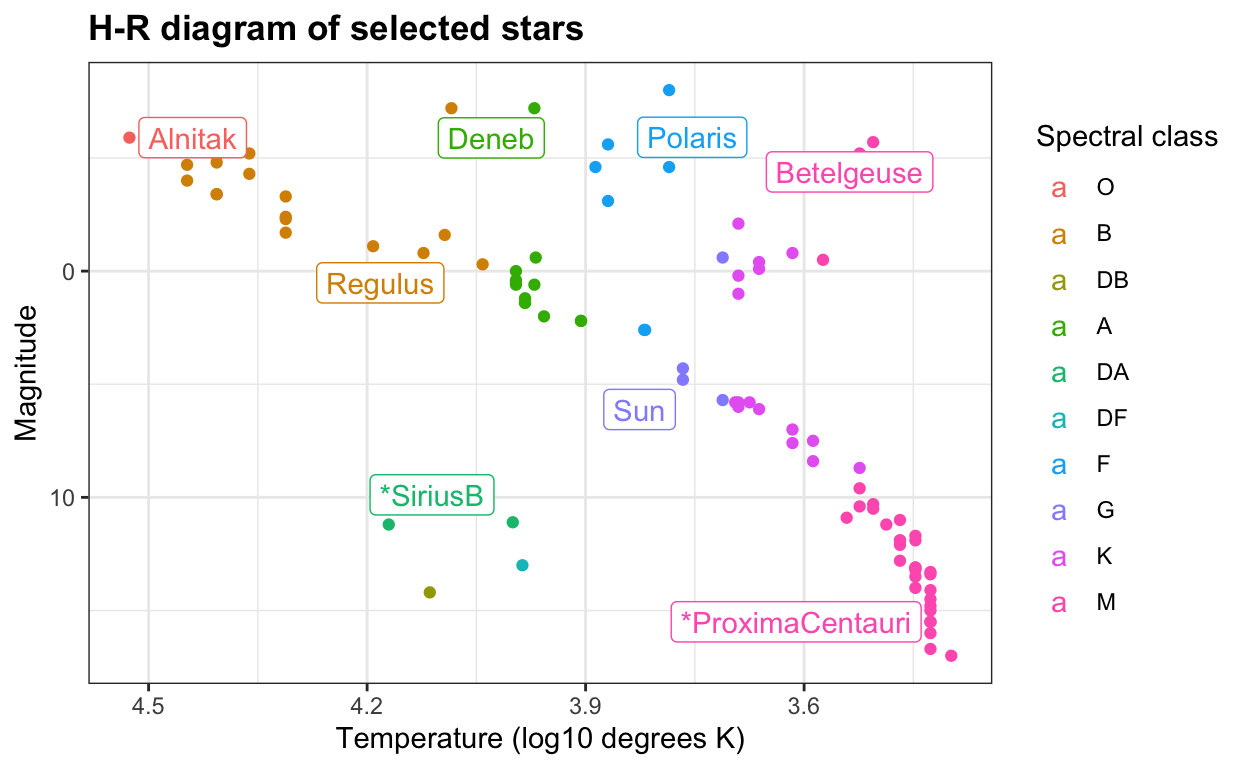 H-R diagram of selected stars
Alnitak
Deneb
Polaris
Betelgeuse
Regulus
Sun
*SiriusB
*ProximaCentauri
Magnitude
0
10
4.5
4.2
3.9
3.6
Temperature (log10 degrees K)
Spectral class
a O
a B
a DB
a A
a DA
a DF
a F
a G
a K
a M